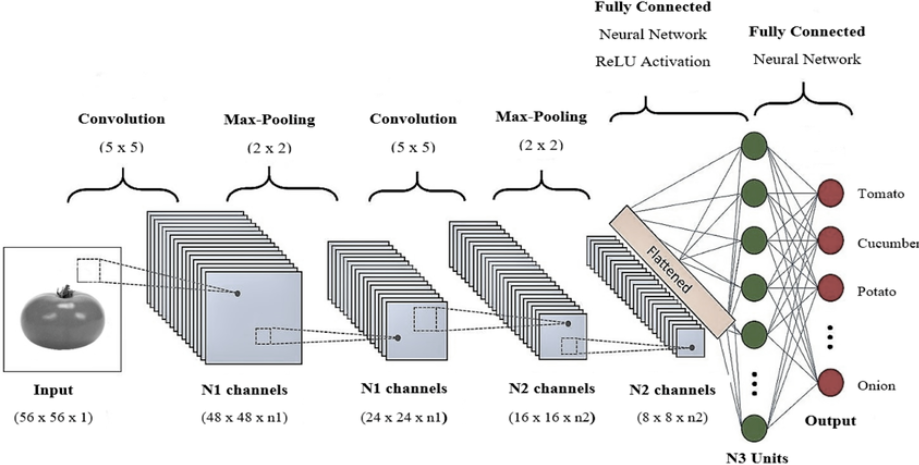 Fully Connected
Neural Network
ReLU Activation
Fully Connected
Neural Network
Convolution
(5 x 5)
Max-Pooling
(2 x 2)
Convolution
(5 x 5)
Max-Pooling
(2 x 2)
Flattened
Tomato
Cucumber
Potato
Onion
Output
Input
(56 x 56 x 1)
N1 channels
(48 x 48 x n1)
N1 channels
(24 x 24 x n1)
N2 channels
(16 x 16 x n2)
N2 channels
(8 x 8 x n2)
N3 Units